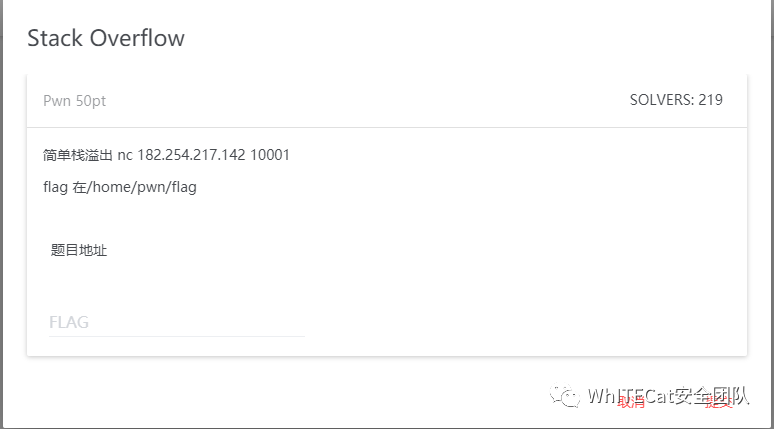 Stack Overflow
Pwn 50pt
SOLVERS: 219
简单栈溢出 nc 182.254.217.142 10001
flag 在/home/pwn/flag
题目地址
FLAG
WhITECat安全团队
取消
提交